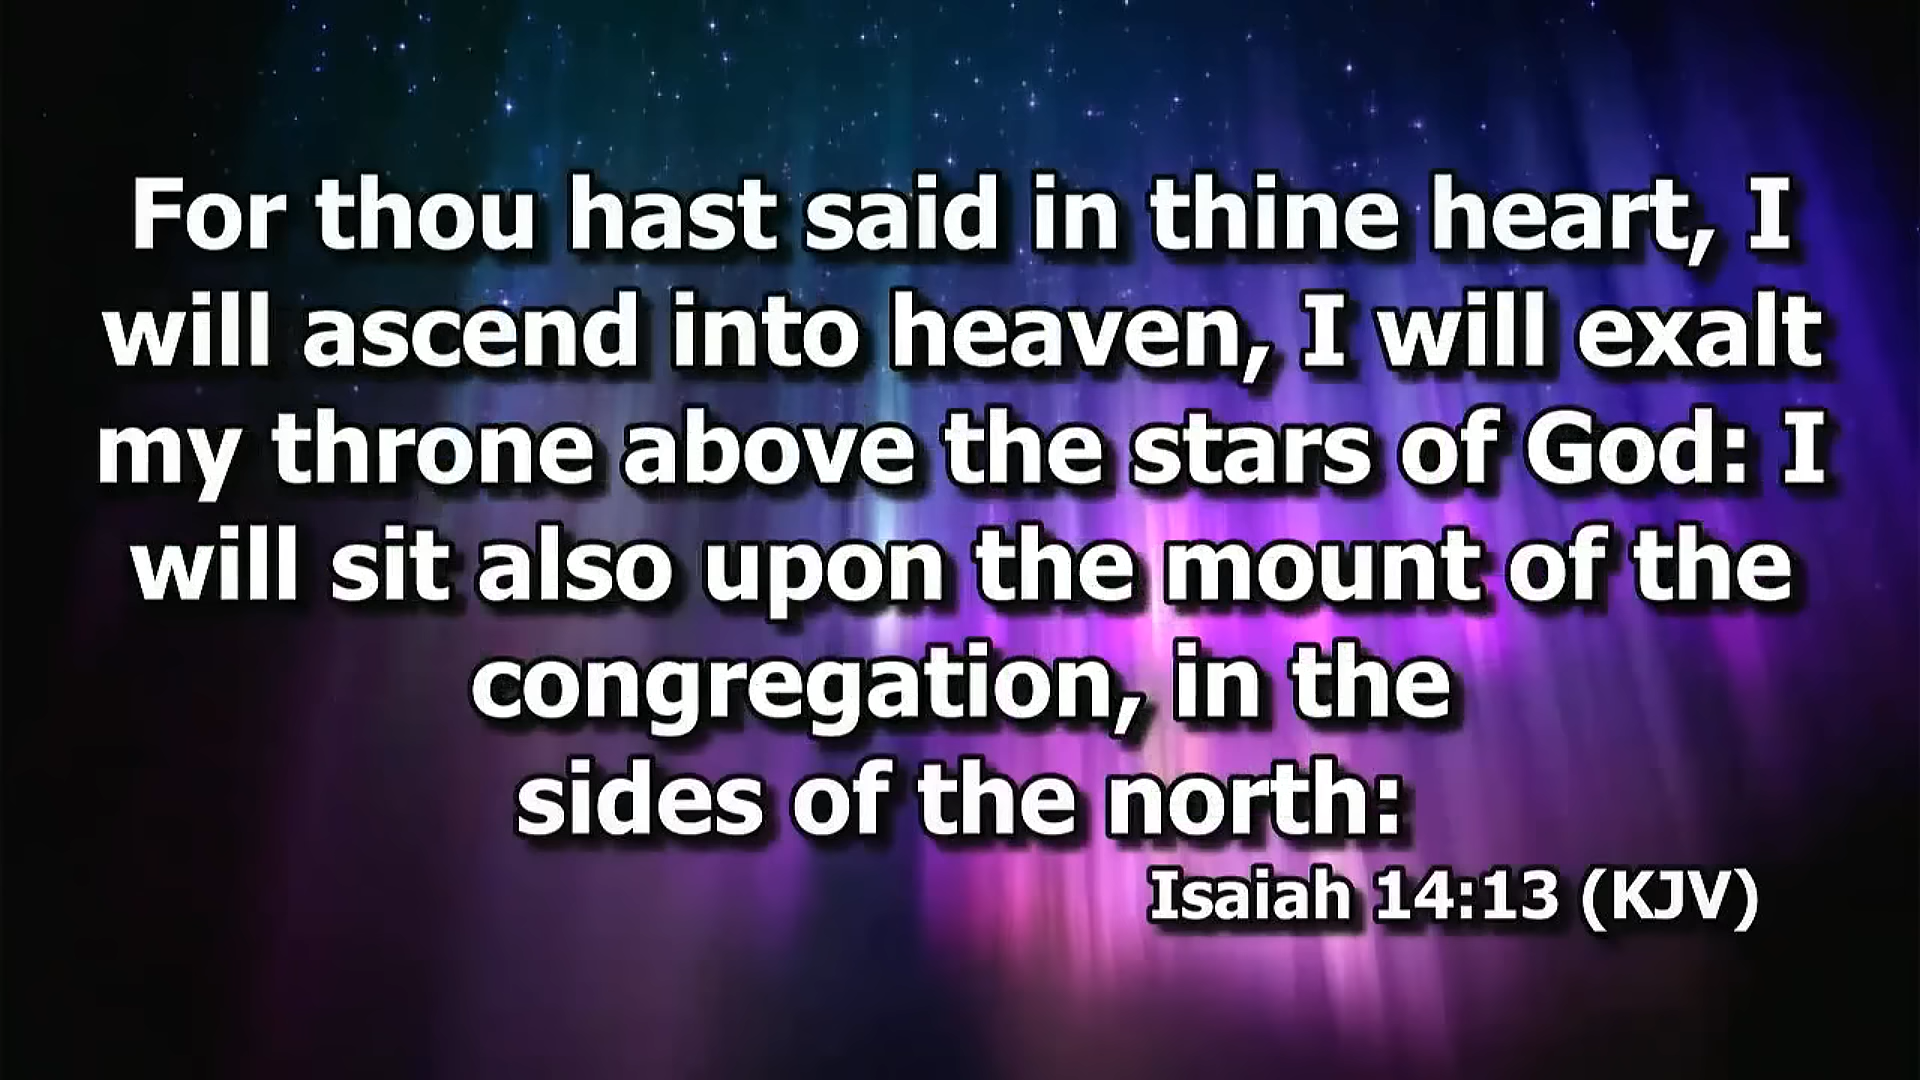 For thou hast said in thine heart, I
will ascend into heaven, I will exalt
my throne above the stars of God: I
will sit also upon the mount of the
congregation, in the
sides of the north:
Isaiah 14:13 (KJV)